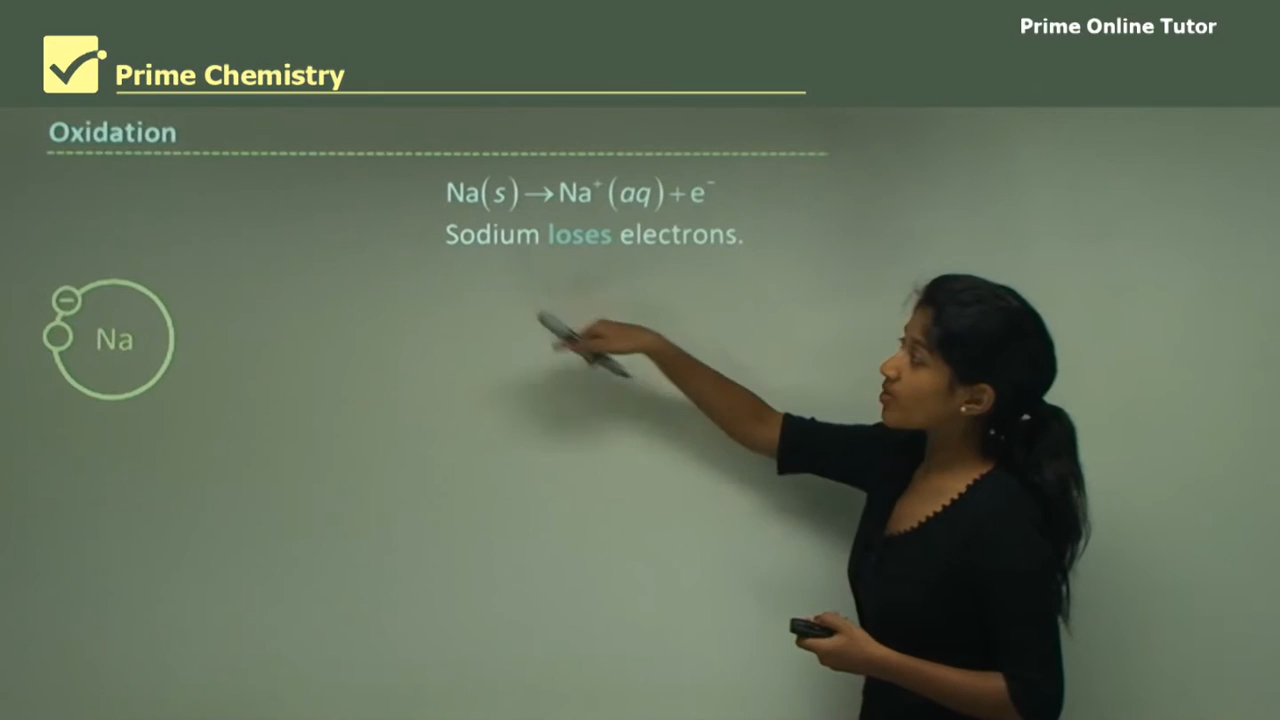 Prime Online Tutor
Prime Chemistry
Oxidation
Na(s)→Na⁺(aq)+e⁻
Sodium loses electrons.
−
Na